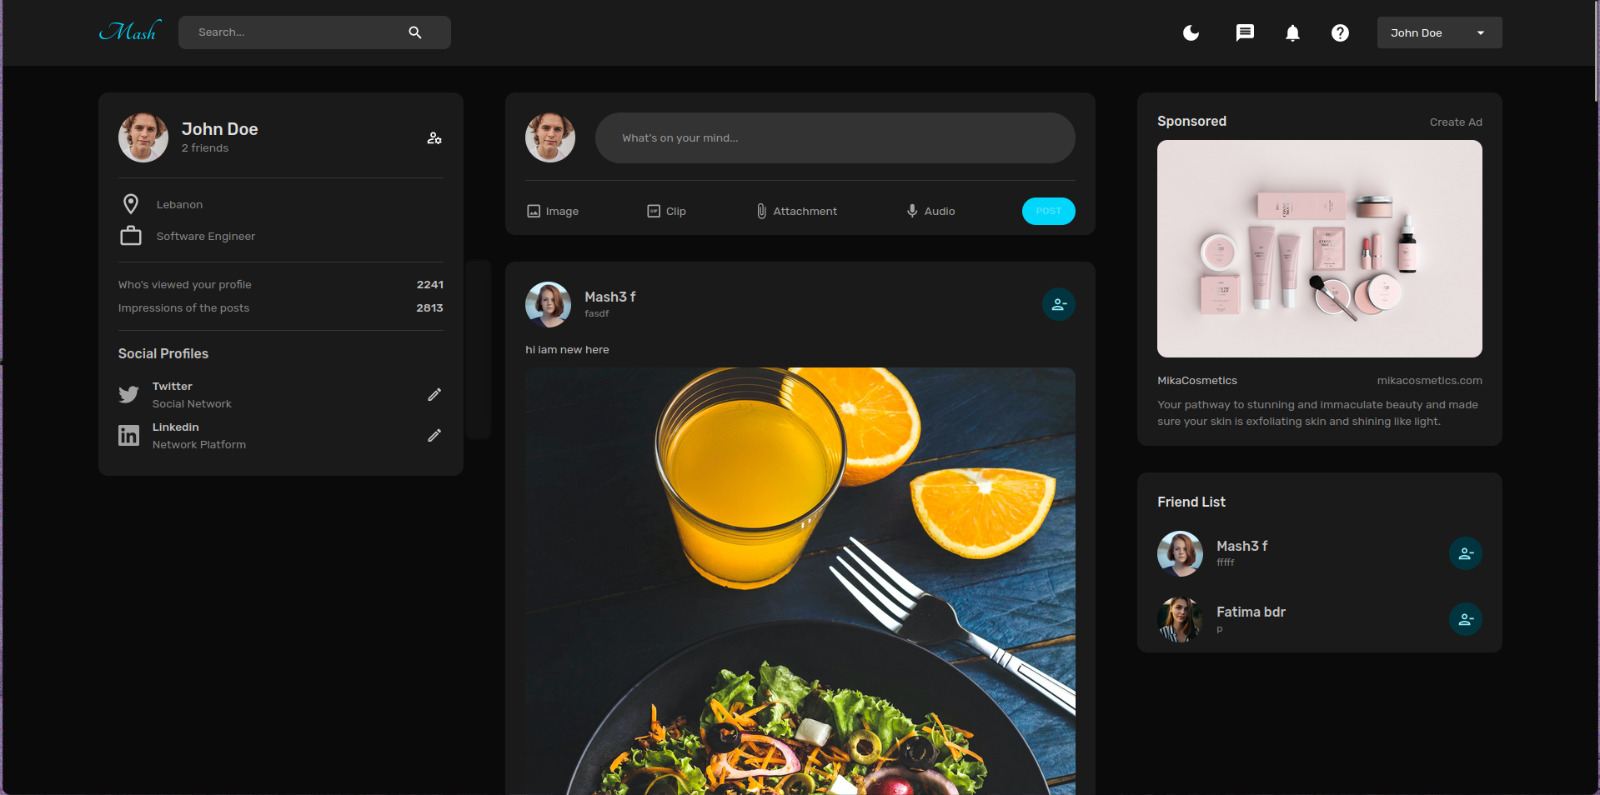 Mash
Search...
John Doe
John Doe
2 friends
Lebanon
Software Engineer
Who's viewed your profile 2241
Impressions of the posts 2813
Social Profiles
Twitter
Social Network
Linkedin
Network Platform
What's on your mind...
Image Clip Attachment Audio POST
Mash3 f
fasdf
hi iam new here
Sponsored Create Ad
MikaCosmetics mikacosmetics.com
Your pathway to stunning and immaculate beauty and made
sure your skin is exfoliating skin and shining like light.
Friend List
Mash3 f
fffff
Fatima bdr
p